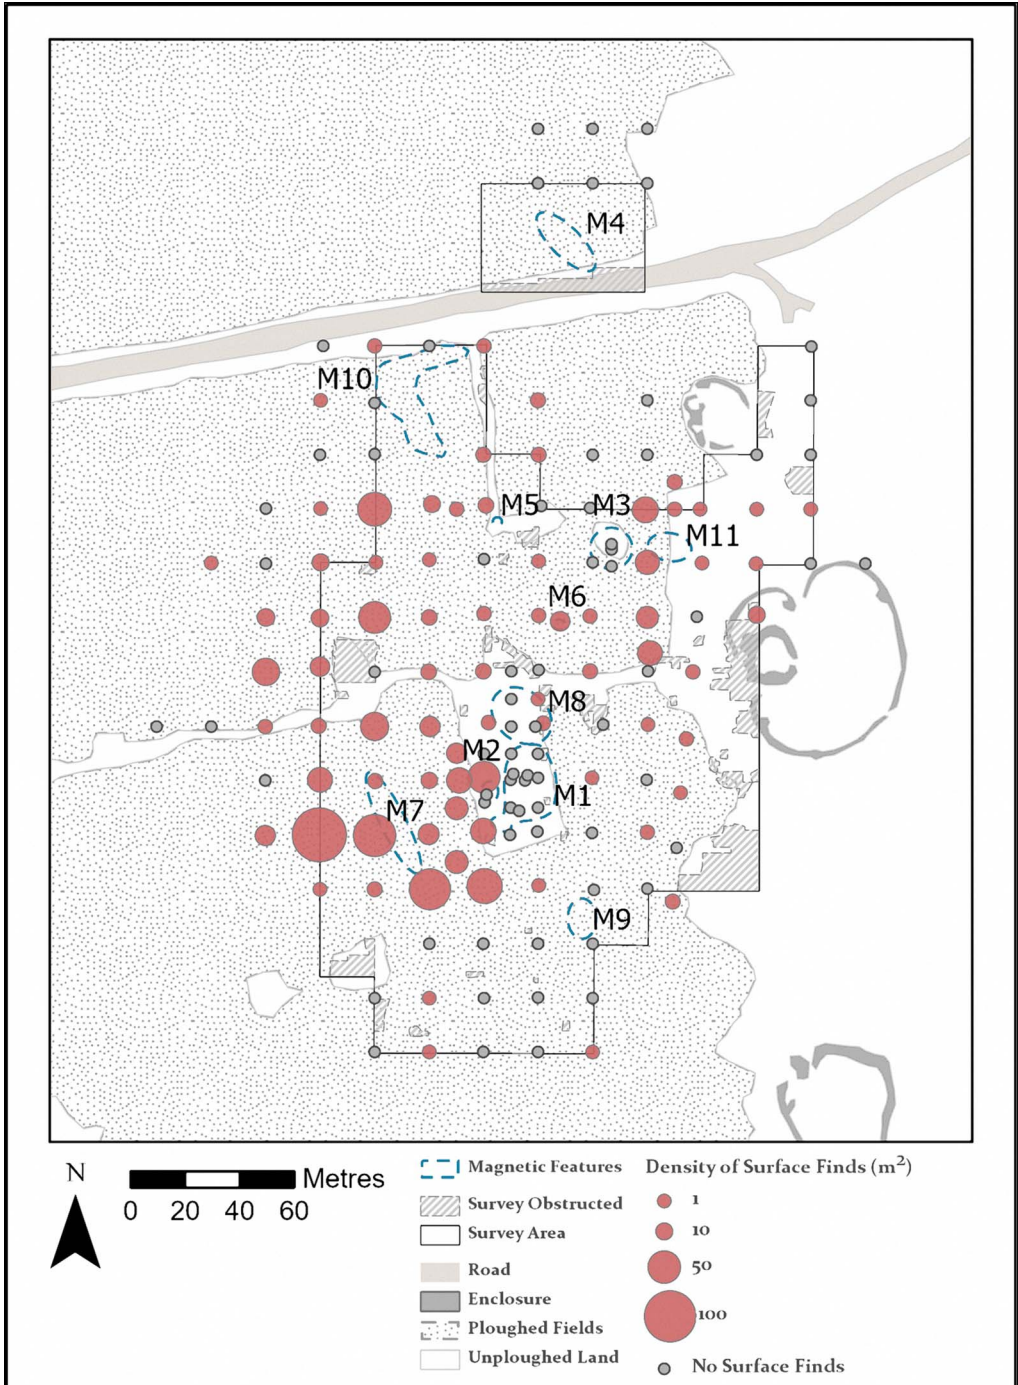 M4
M10
M5
M3
M11
M6
M8
M2
M1
M7
M9
N
Metres
0 20 40 60
Magnetic Features
Survey Obstructed
Survey Area
Road
Enclosure
Ploughed Fields
Unploughed Land
Density of Surface Finds (m²)
1
10
50
100
No Surface Finds